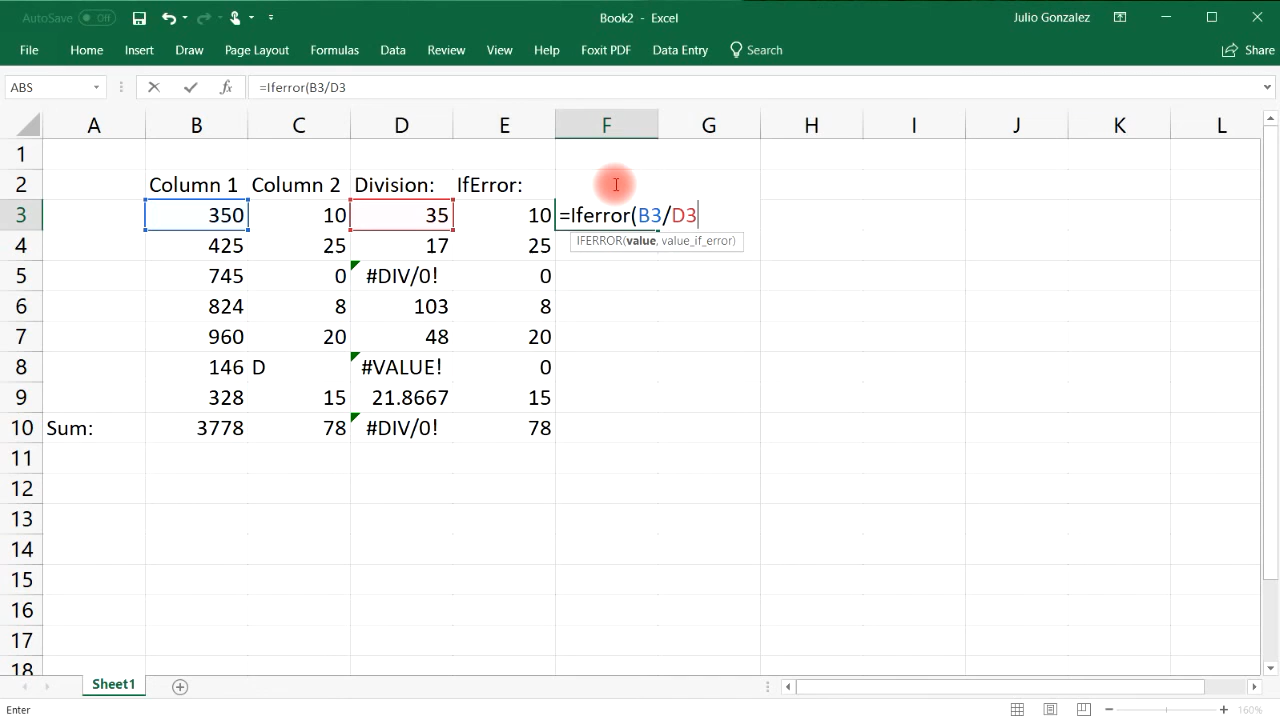 AutoSave Off Book2 - Excel Julio Gonzalez
File Home Insert Draw Page Layout Formulas Data Review View Help Foxit PDF Data Entry Search Share
ABS fx =Iferror(B3/D3
A B C D E F G H I J K L
1
2 Column 1 Column 2 Division: IfError:
3 350 10 35 10 =Iferror(B3/D3
IFERROR(value, value_if_error)
4 425 25 17 25
5 745 0 #DIV/0! 0
6 824 8 103 8
7 960 20 48 20
8 146 D #VALUE! 0
9 328 15 21.8667 15
10 Sum: 3778 78 #DIV/0! 78
11
12
13
14
15
16
17
18
Sheet1
Enter 160%